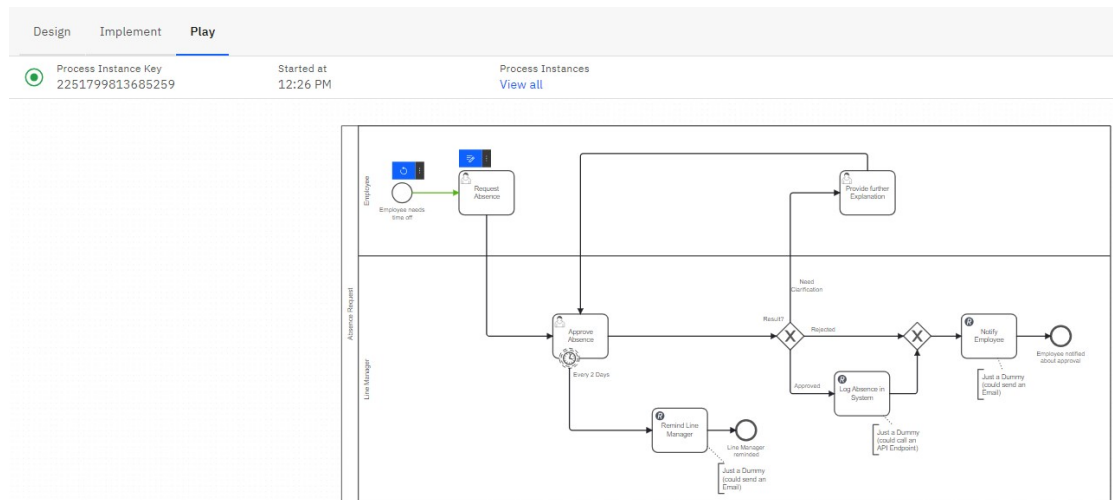 Design Implement Play
Process Instance Key Started at Process Instances
2251799813685259 12:26 PM View all
Absence Request
Employee
Employee needs
time off
Request
Absence
Provide further
Explanation
Line Manager
Need
Clarification
Approve
Absence
Every 2 Days
Result?
Rejected
Approved
Log Absence in
System
Just a Dummy
(could call an
API Endpoint)
Notify
Employee
Just a Dummy
(could send an
Email)
Employee notified
about approval
Remind Line
Manager
Just a Dummy
(could send an
Email)
Line Manager
reminded
X
X
R
R
R